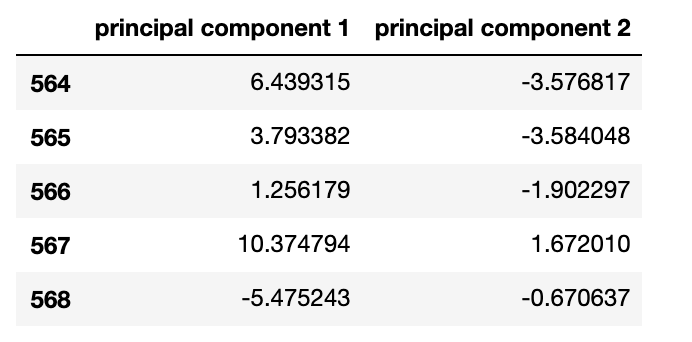 principal component 1 principal component 2
564 6.439315 -3.576817
565 3.793382 -3.584048
566 1.256179 -1.902297
567 10.374794 1.672010
568 -5.475243 -0.670637